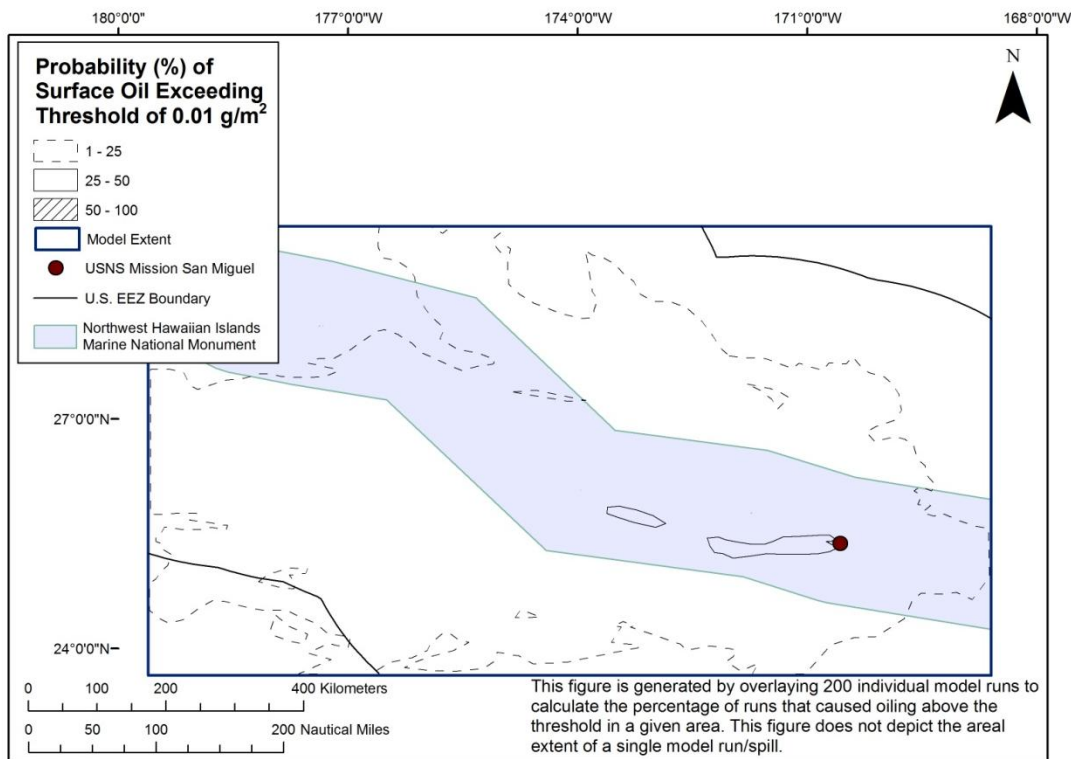 180°0'0" 177°0'0"W 174°0'0"W 171°0'0"W 168°0'0"W
N
Probability (%) of
Surface Oil Exceeding
Threshold of 0.01 g/m²
1 - 25
25 - 50
50 - 100
Model Extent
USNS Mission San Miguel
U.S. EEZ Boundary
Northwest Hawaiian Islands
Marine National Monument
27°0'0"N
24°0'0"N
0 100 200 400 Kilometers
0 50 100 200 Nautical Miles
This figure is generated by overlaying 200 individual model runs to
calculate the percentage of runs that caused oiling above the
threshold in a given area. This figure does not depict the areal
extent of a single model run/spill.